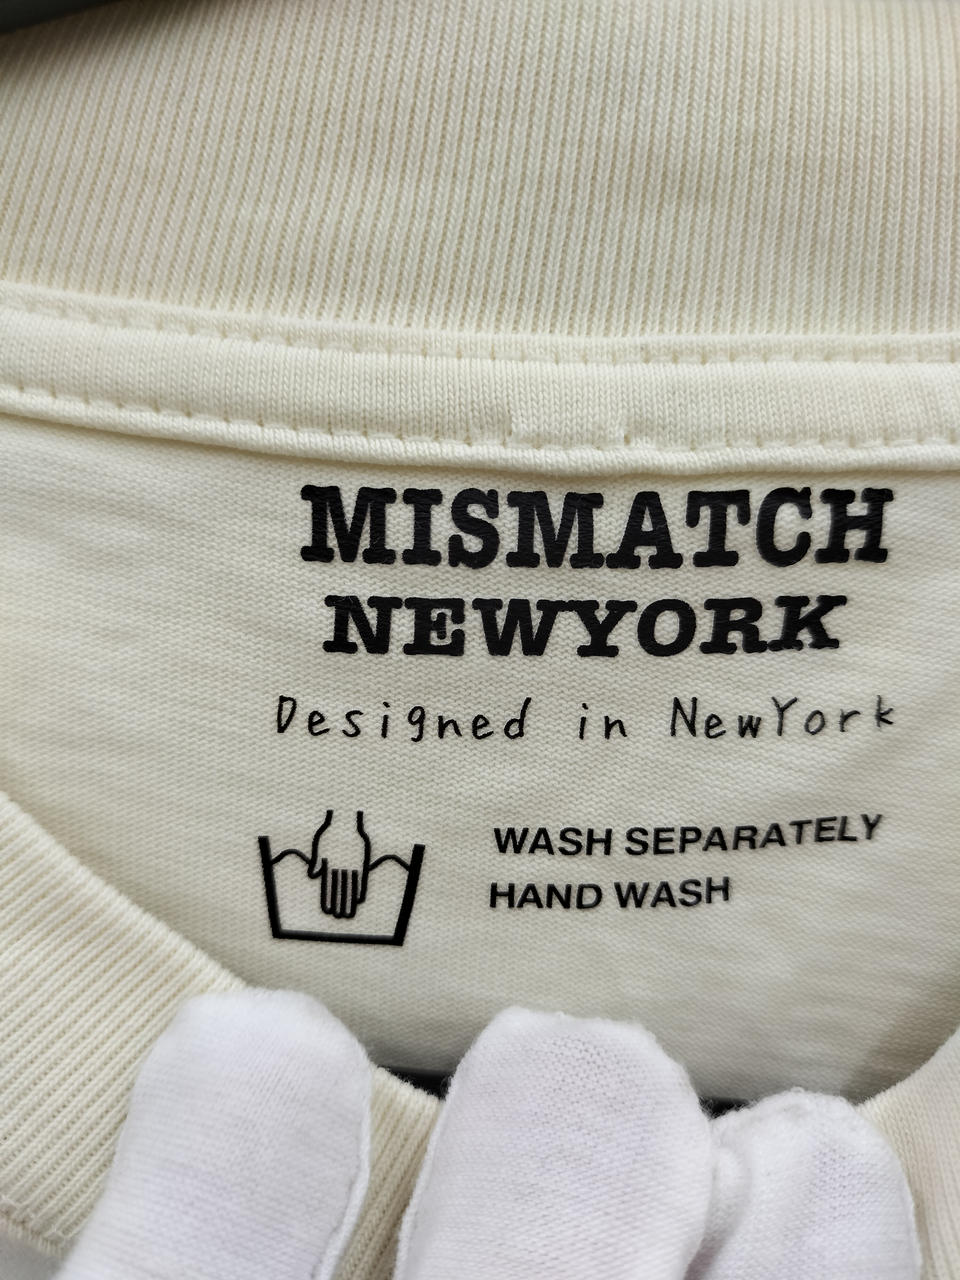 MISMATCH
NEWYORK
Designed in NewYork
WASH SEPARATELY
HAND WASH